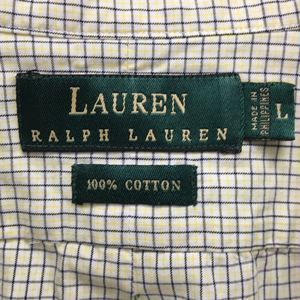 LAUREN
RALPH LAUREN
MADE IN
PHILIPPINES
L
100% COTTON